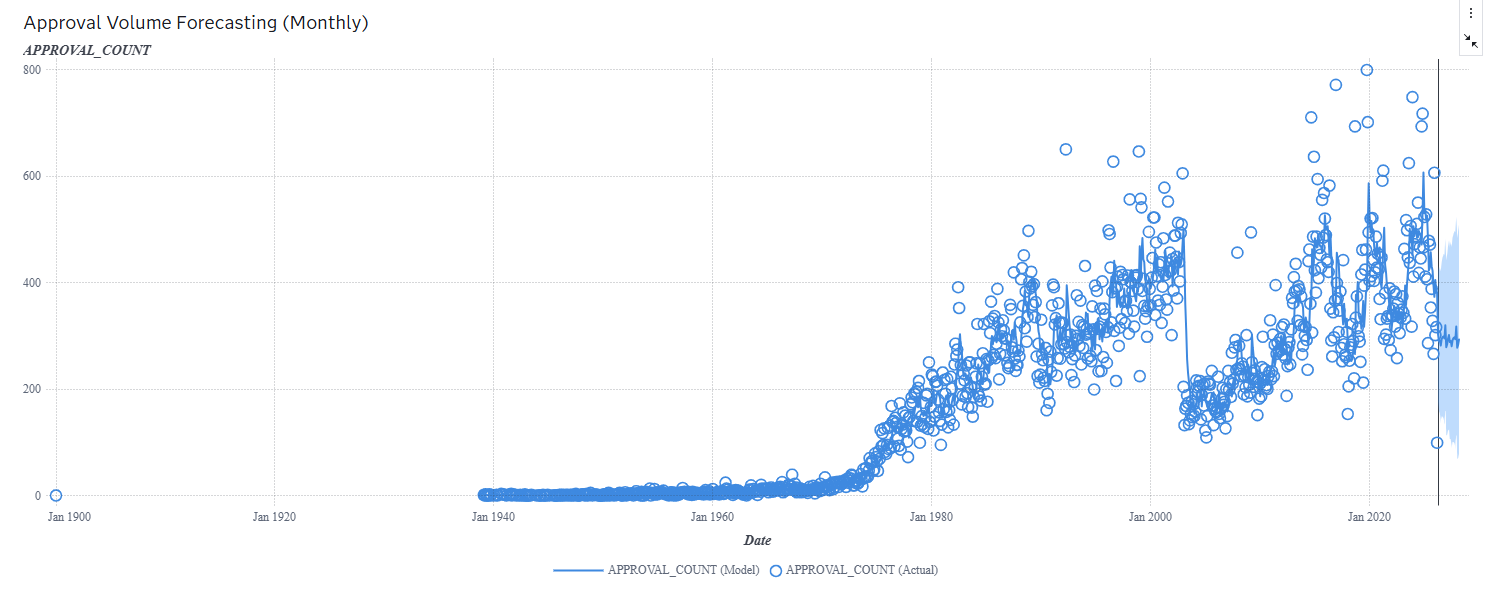 Approval Volume Forecasting (Monthly)
APPROVAL_COUNT
800
600
400
200
0
Jan 1900 Jan 1920 Jan 1940 Jan 1960 Jan 1980 Jan 2000 Jan 2020
Date
APPROVAL_COUNT (Model) APPROVAL_COUNT (Actual)